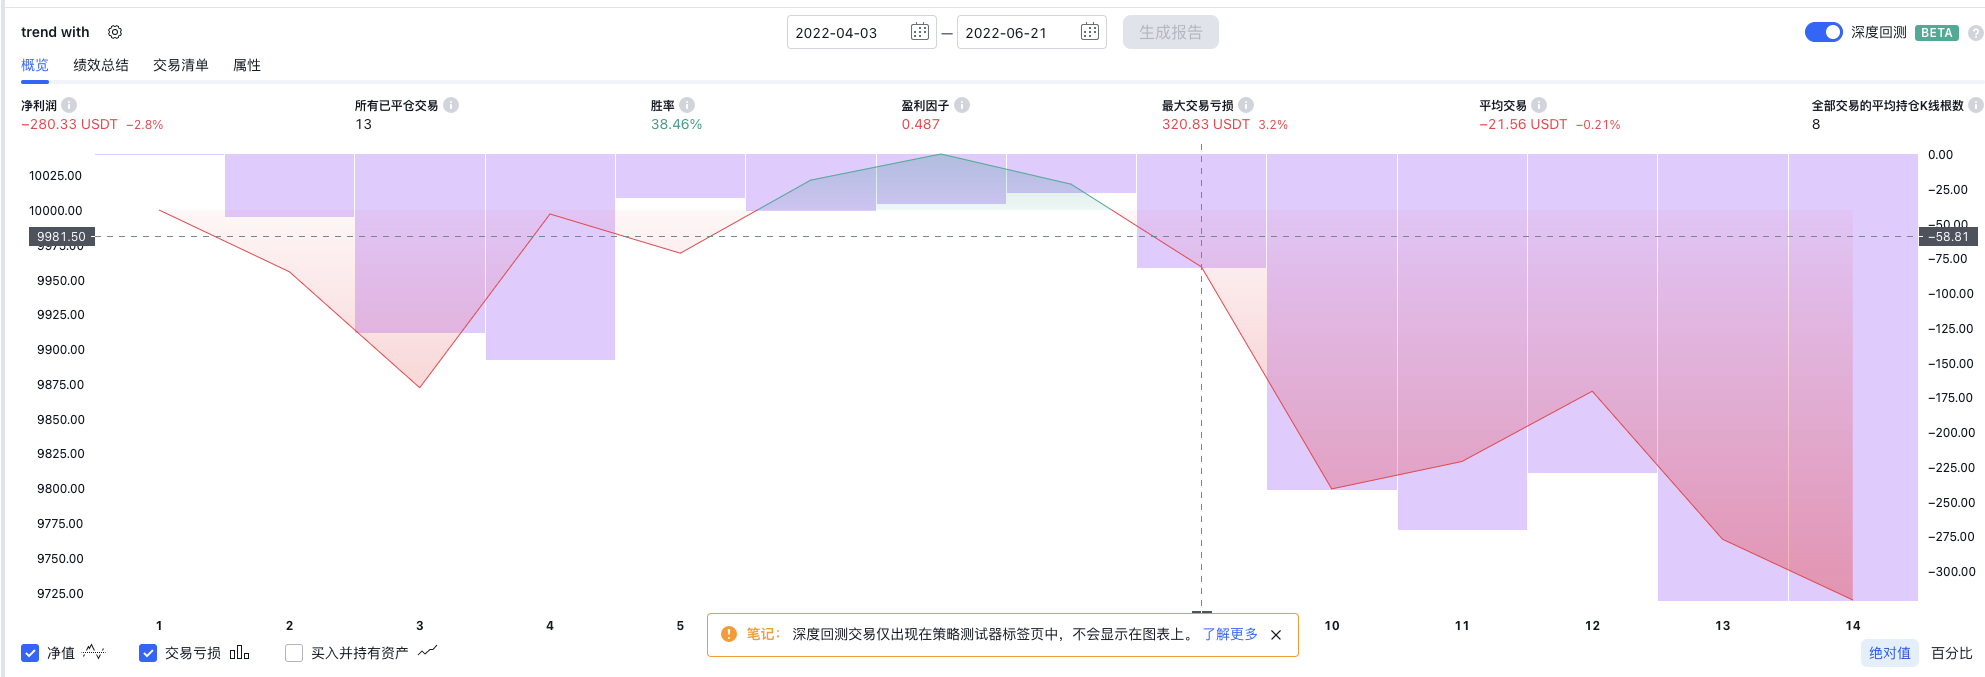 trend with
2022-04-03 — 2022-06-21 生成报告
深度回测 BETA ?
概览 绩效总结 交易清单 属性
净利润 所有已平仓交易 胜率 盈利因子 最大交易亏损 平均交易 全部交易的平均持仓K线根数
−280.33 USDT −2.8% 13 38.46% 0.487 320.83 USDT 3.2% −21.56 USDT −0.21% 8
10025.00
10000.00
9981.50
9975.00
9950.00
9925.00
9900.00
9875.00
9850.00
9825.00
9800.00
9775.00
9750.00
9725.00
0.00
−25.00
−50.00
−58.81
−75.00
−100.00
−125.00
−150.00
−175.00
−200.00
−225.00
−250.00
−275.00
−300.00
1 2 3 4 5 10 11 12 13 14
笔记： 深度回测交易仅出现在策略测试器标签页中，不会显示在图表上。 了解更多
净值 交易亏损 买入并持有资产
绝对值 百分比